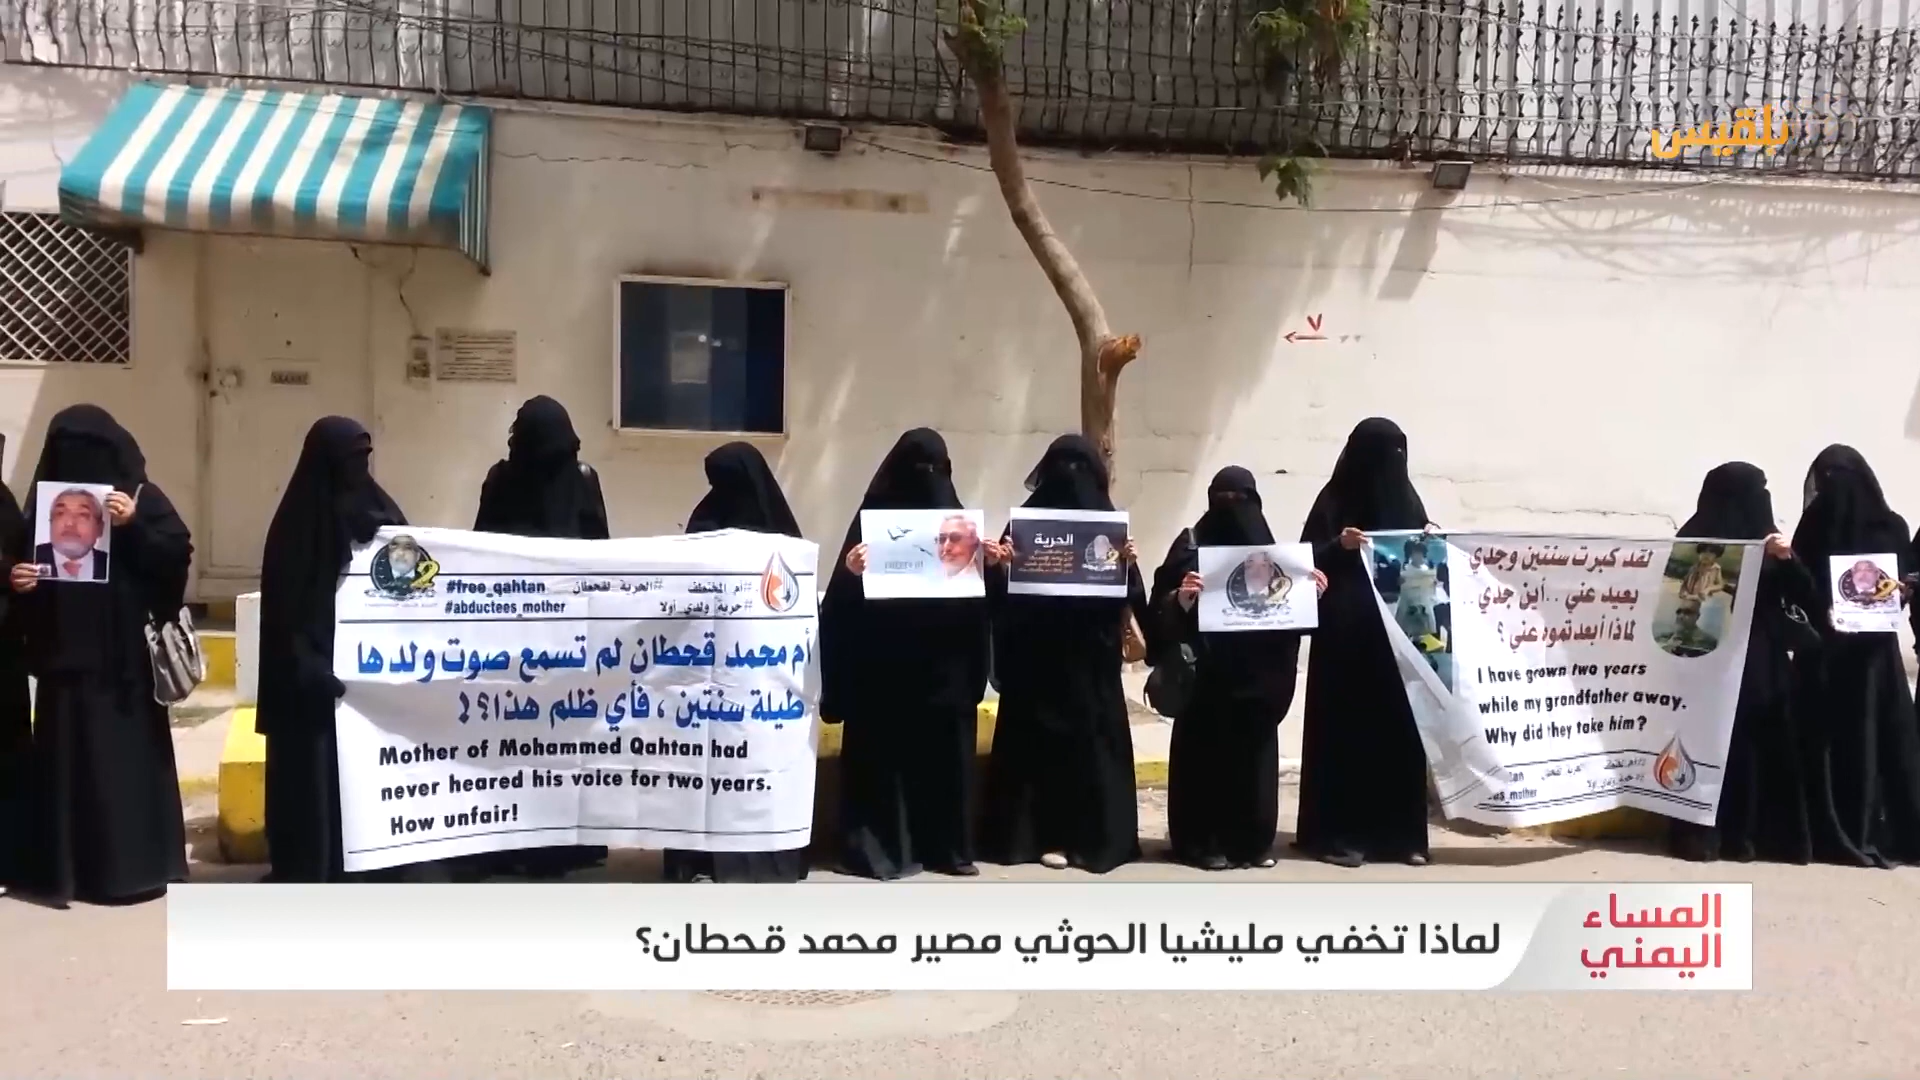 بلقيس
#أم_المختطف #الحرية_لقحطان #free_qahtan
#حرية_ولدي_أولا #abductees_mother
أم محمد قحطان لم تسمع صوت ولدها
طيلة سنتين ، فأي ظلم هذا؟!
Mother of Mohammed Qahtan had
never heared his voice for two years.
How unfair!
الحرية
لقد كبرت سنتين وجدي
بعيد عني ..أين جدي ..
لماذا أبعدتموه عني ؟
I have grown two years
while my grandfather away.
Why did they take him?
المساء
اليمني
لماذا تخفي مليشيا الحوثي مصير محمد قحطان؟